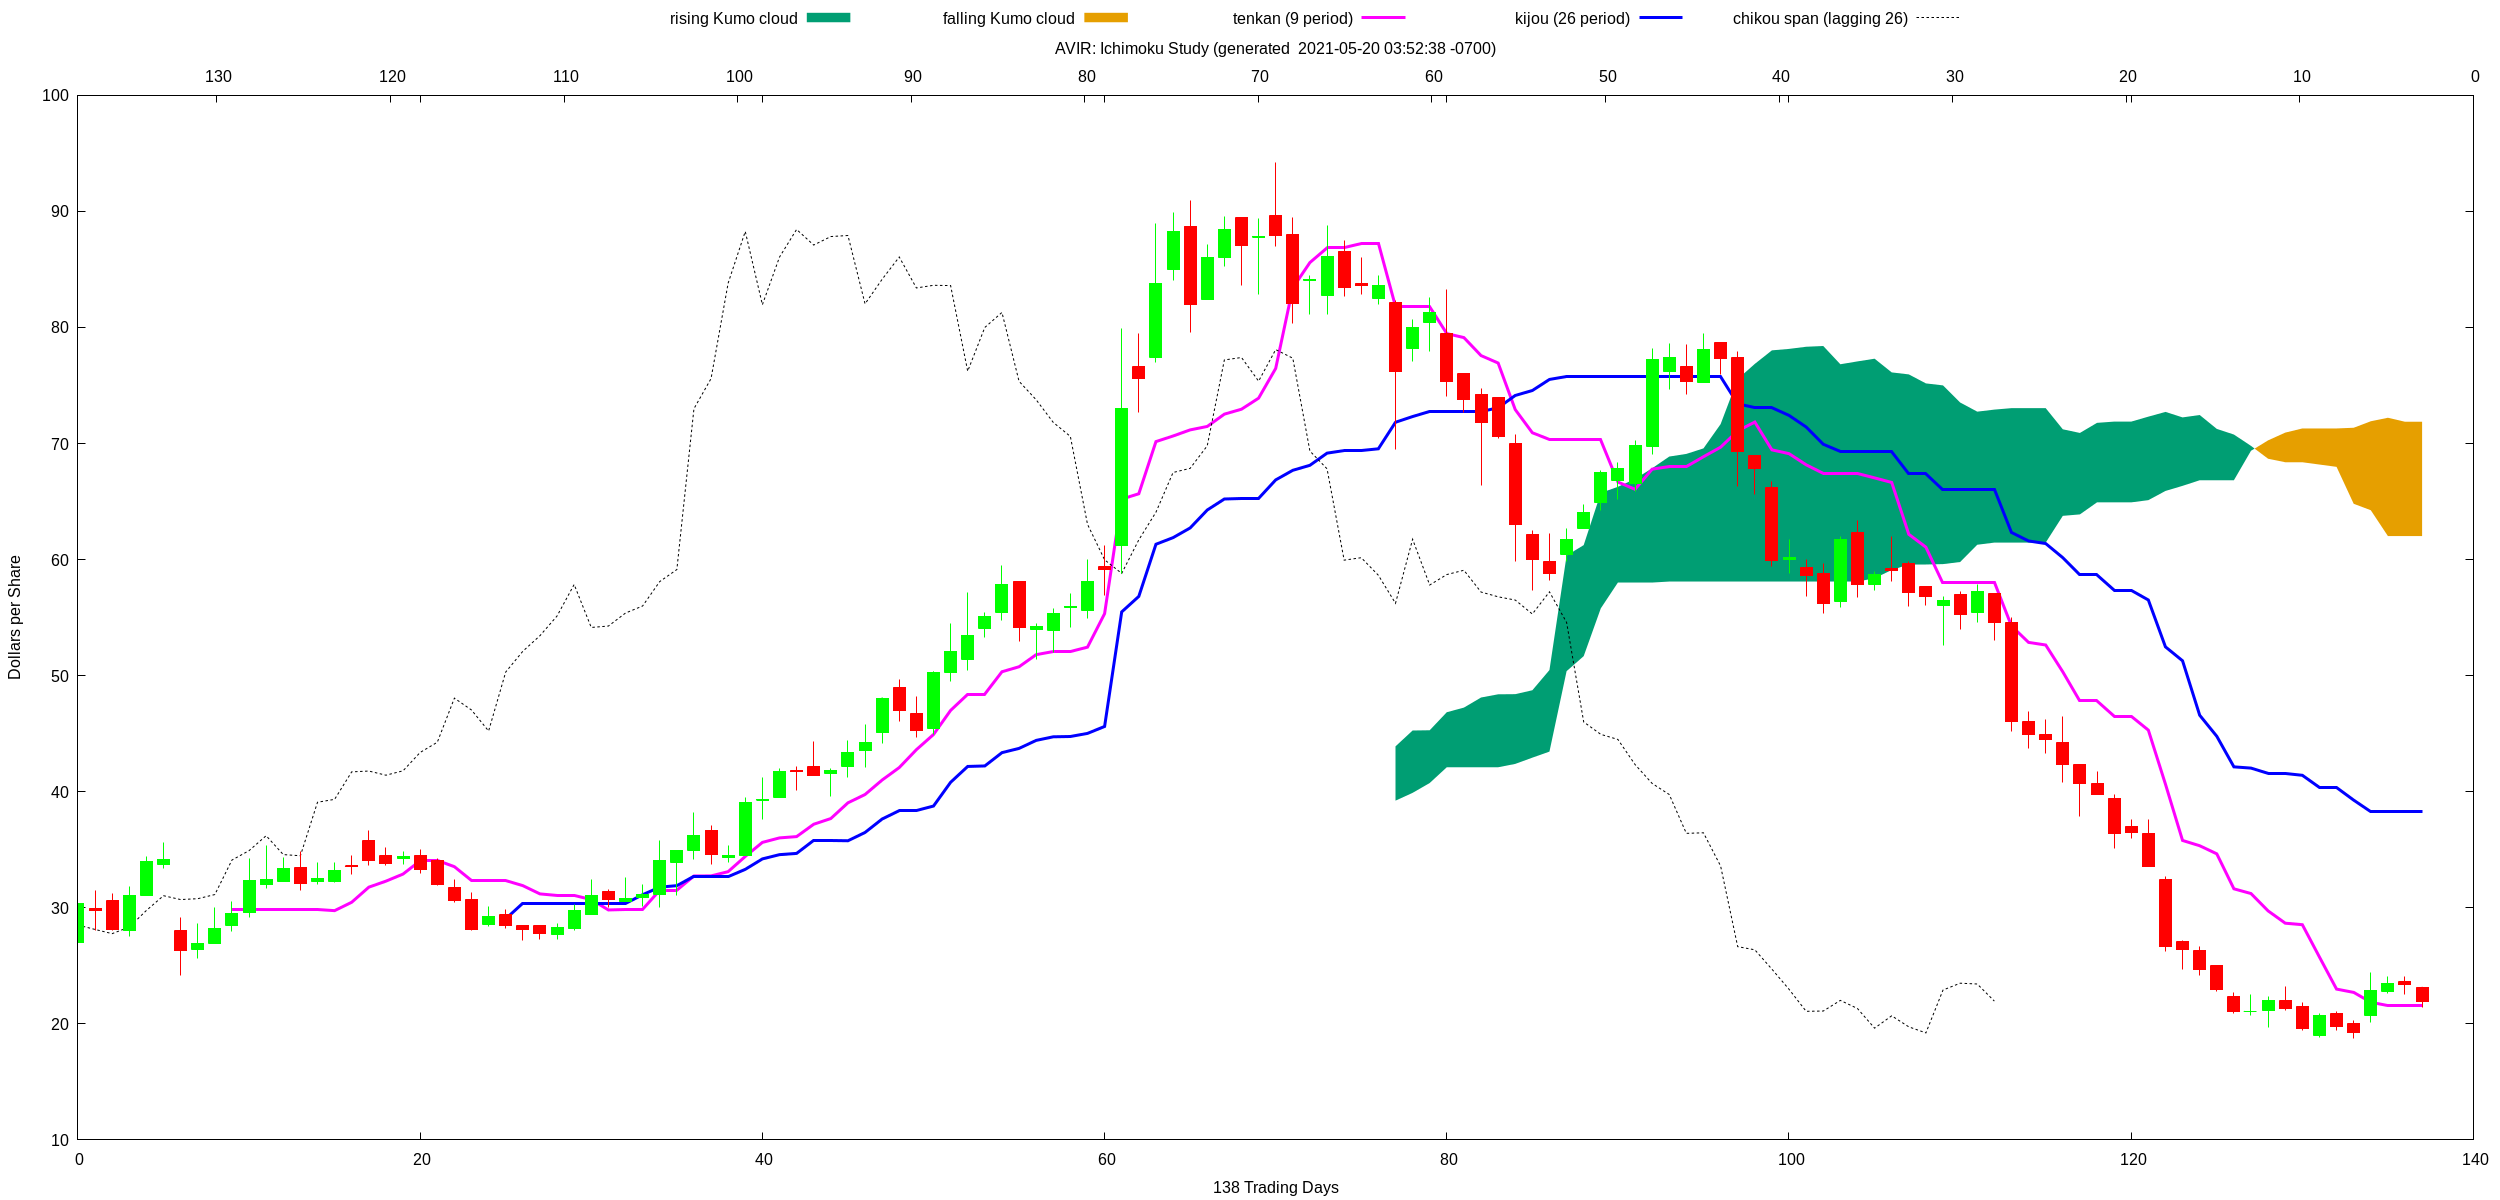 rising Kumo cloud falling Kumo cloud tenkan (9 period) kijou (26 period) chikou span (lagging 26)
AVIR: Ichimoku Study (generated  2021-05-20 03:52:38 -0700)
130 120 110 100 90 80 70 60 50 40 30 20 10 0
100
90
80
70
60
50
40
30
20
10
Dollars per Share
0 20 40 60 80 100 120 140
138 Trading Days